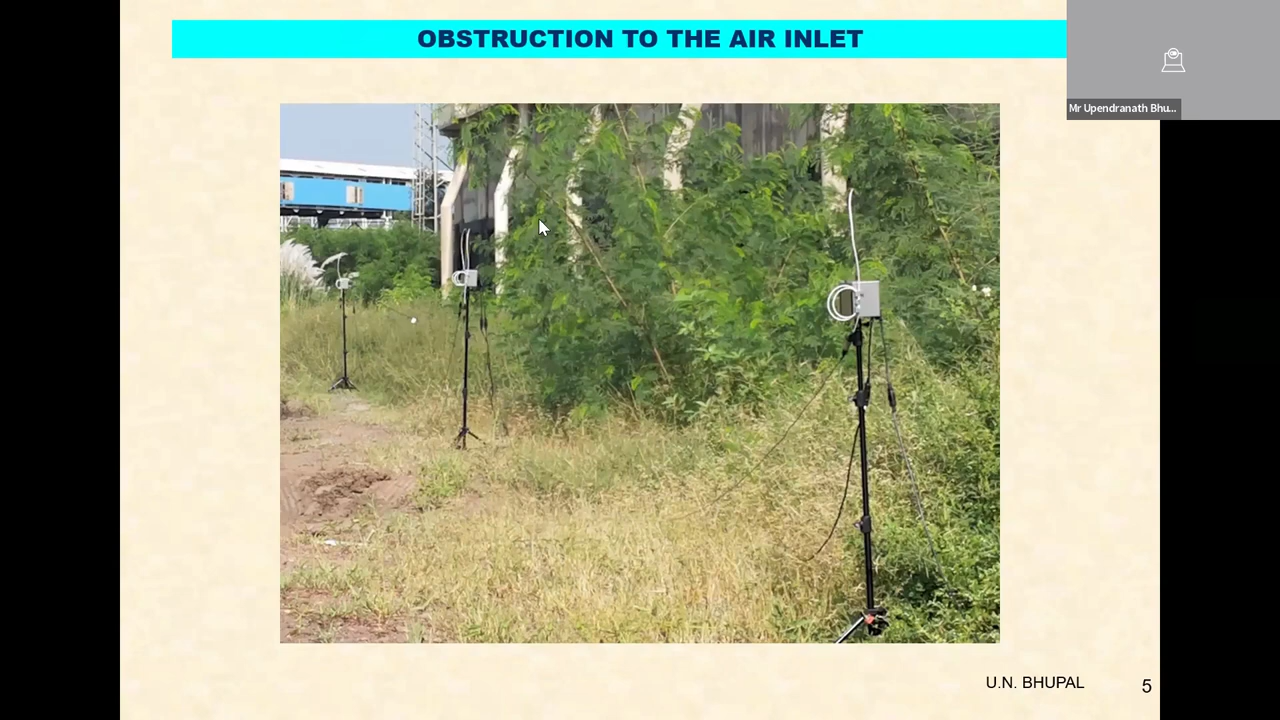 OBSTRUCTION TO THE AIR INLET
Mr Upendranath Bhu...
U.N. BHUPAL
5